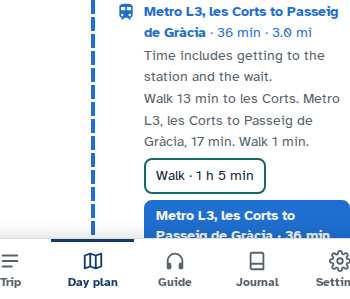 Metro L3, les Corts to Passeig
de Gràcia · 36 min · 3.0 mi
Time includes getting to the
station and the wait.
Walk 13 min to les Corts. Metro
L3, les Corts to Passeig de
Gràcia, 17 min. Walk 1 min.
Walk · 1 h 5 min
Metro L3, les Corts to
Passeig de Gràcia · 36 min
Trip
Day plan
Guide
Journal
Settin